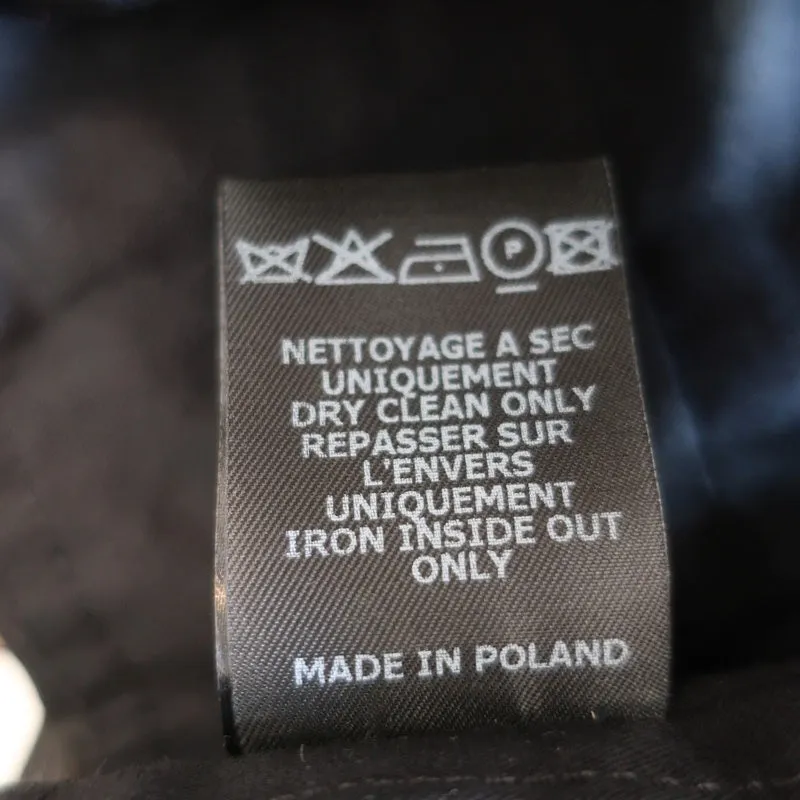 P
NETTOYAGE A SEC
UNIQUEMENT
DRY CLEAN ONLY
REPASSER SUR
L'ENVERS
UNIQUEMENT
IRON INSIDE OUT
ONLY
MADE IN POLAND